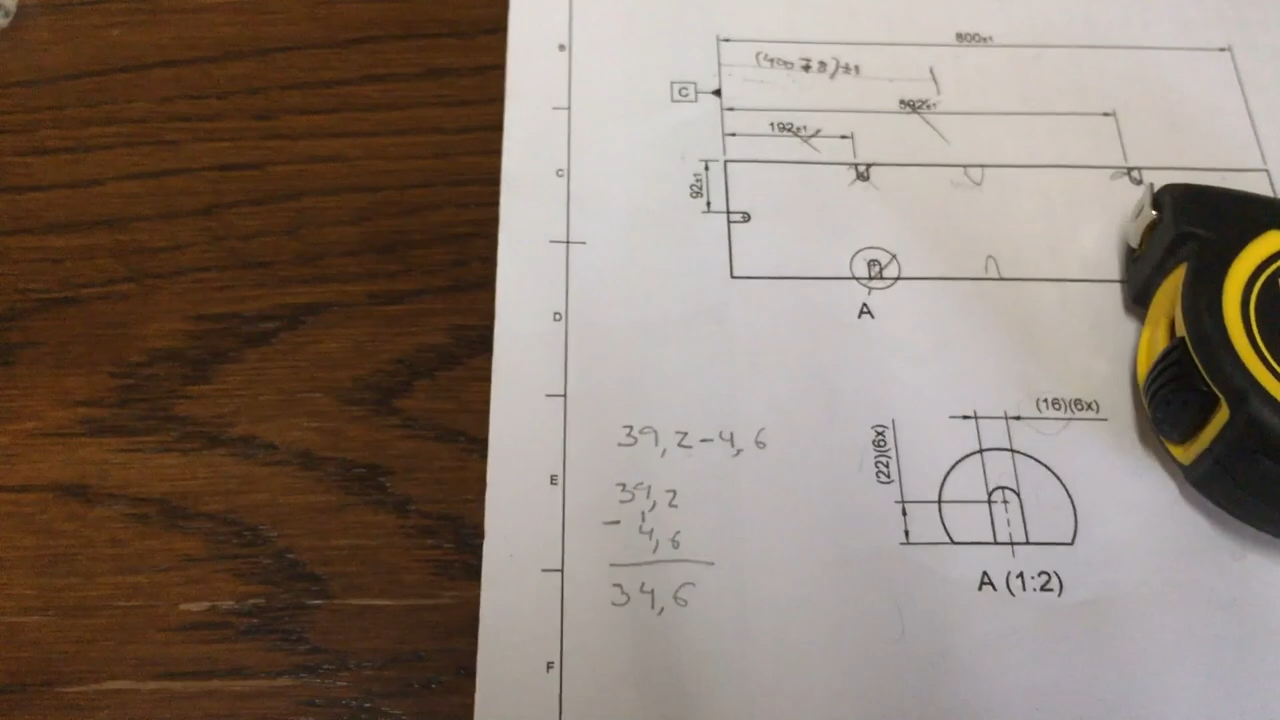 B
800±1
(400 ∓8)±1
C
592±1
192±1
C
92±1
A
D
(16)(6x)
(22)(6x)
39,2-4,6
E
39,2
- 4,6
34,6
A (1:2)
F